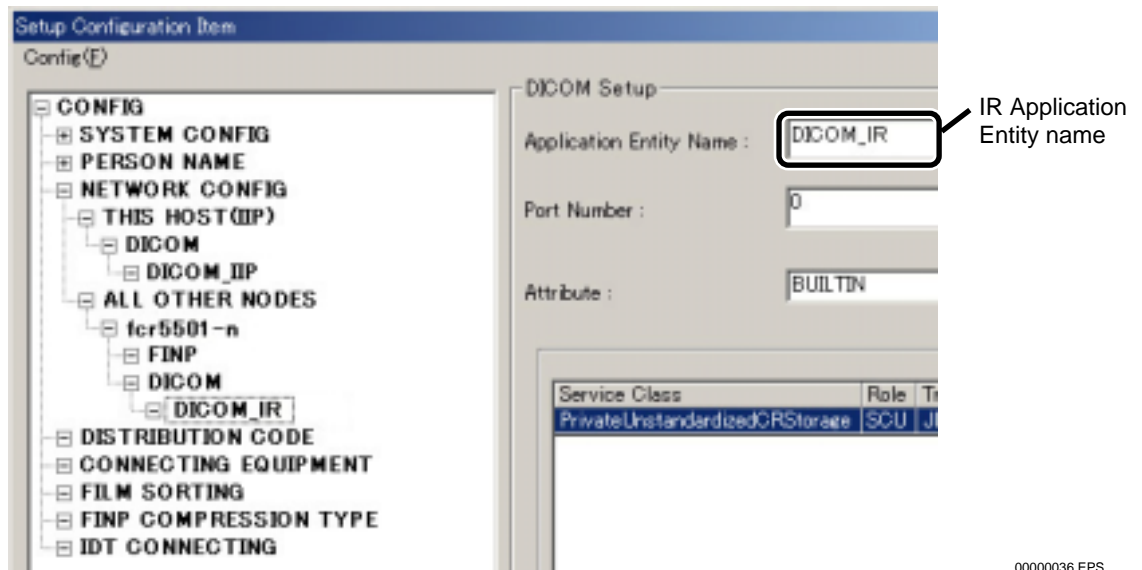 Setup Configuration Item
Config(F)
CONFIG
SYSTEM CONFIG
PERSON NAME
NETWORK CONFIG
THIS HOST(IIP)
DICOM
DICOM_IIP
ALL OTHER NODES
fcr5501-n
FINP
DICOM
DICOM_IR
DISTRIBUTION CODE
CONNECTING EQUIPMENT
FILM SORTING
FINP COMPRESSION TYPE
IDT CONNECTING
DICOM Setup
Application Entity Name : DICOM_IR
Port Number : 0
Attribute : BUILTIN
Service Class Role
PrivateUnstandardizedCRStorage SCU
IR Application
Entity name
00000036.EPS